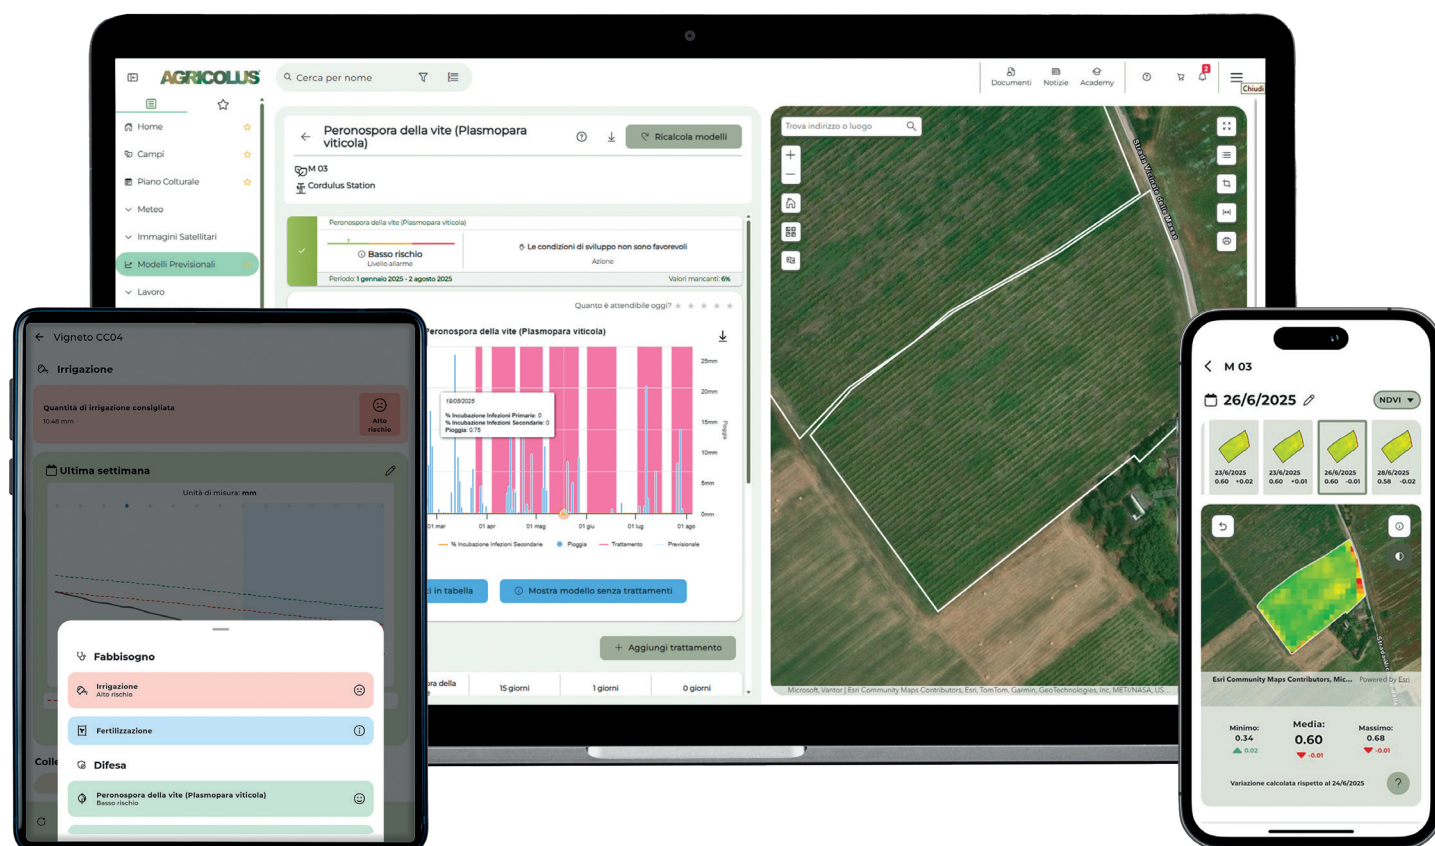 AGRICOLUS
Cerca per nome
Documenti
Notizie
Academy
2
Chiudi
Home
Campi
Piano Colturale
Meteo
Immagini Satellitari
Modelli Previsionali
Lavoro
Peronospora della vite (Plasmopara
viticola)
Ricalcola modelli
M 03
Cordulus Station
Peronospora della vite (Plasmopara viticola)
Basso rischio
Livello allarme
Le condizioni di sviluppo non sono favorevoli
Azione
Periodo: 1 gennaio 2025 - 2 agosto 2025
Valori mancanti: 6%
Quanto è attendibile oggi?
Peronospora della vite (Plasmopara viticola)
18/05/2025
% Incubazione Infezioni Primarie: 0
% Incubazione Infezioni Secondarie: 0
Pioggia: 0.75
25mm
20mm
15mm
10mm
5mm
0mm
Pioggia
01 mar
01 apr
01 mag
01 giu
01 lug
01 ago
% Incubazione Infezioni Secondarie
Pioggia
Trattamento
Previsionale
in tabella
Mostra modello senza trattamenti
+ Aggiungi trattamento
15 giorni
1 giorni
0 giorni
Trova indirizzo o luogo
Strada Vicinale delle Masse
Microsoft, Vantor | Esri Community Maps Contributors, Esri, TomTom, Garmin, GeoTechnologies, Inc, METI/NASA, US...
Vigneto CC04
Irrigazione
Quantità di irrigazione consigliata
10.48 mm
Alto
rischio
Ultima settimana
Unità di misura: mm
Fabbisogno
Irrigazione
Alto rischio
Fertilizzazione
Difesa
Peronospora della vite (Plasmopara viticola)
Basso rischio
M 03
26/6/2025
NDVI
23/6/2025
0.60 +0.02
23/6/2025
0.60 +0.01
26/6/2025
0.60 -0.01
28/6/2025
0.58 -0.02
Esri Community Maps Contributors, Mic...
Powered by Esri
Minimo:
0.34
0.02
Media:
0.60
-0.01
Massimo:
0.68
-0.01
Variazione calcolata rispetto al 24/6/2025
?